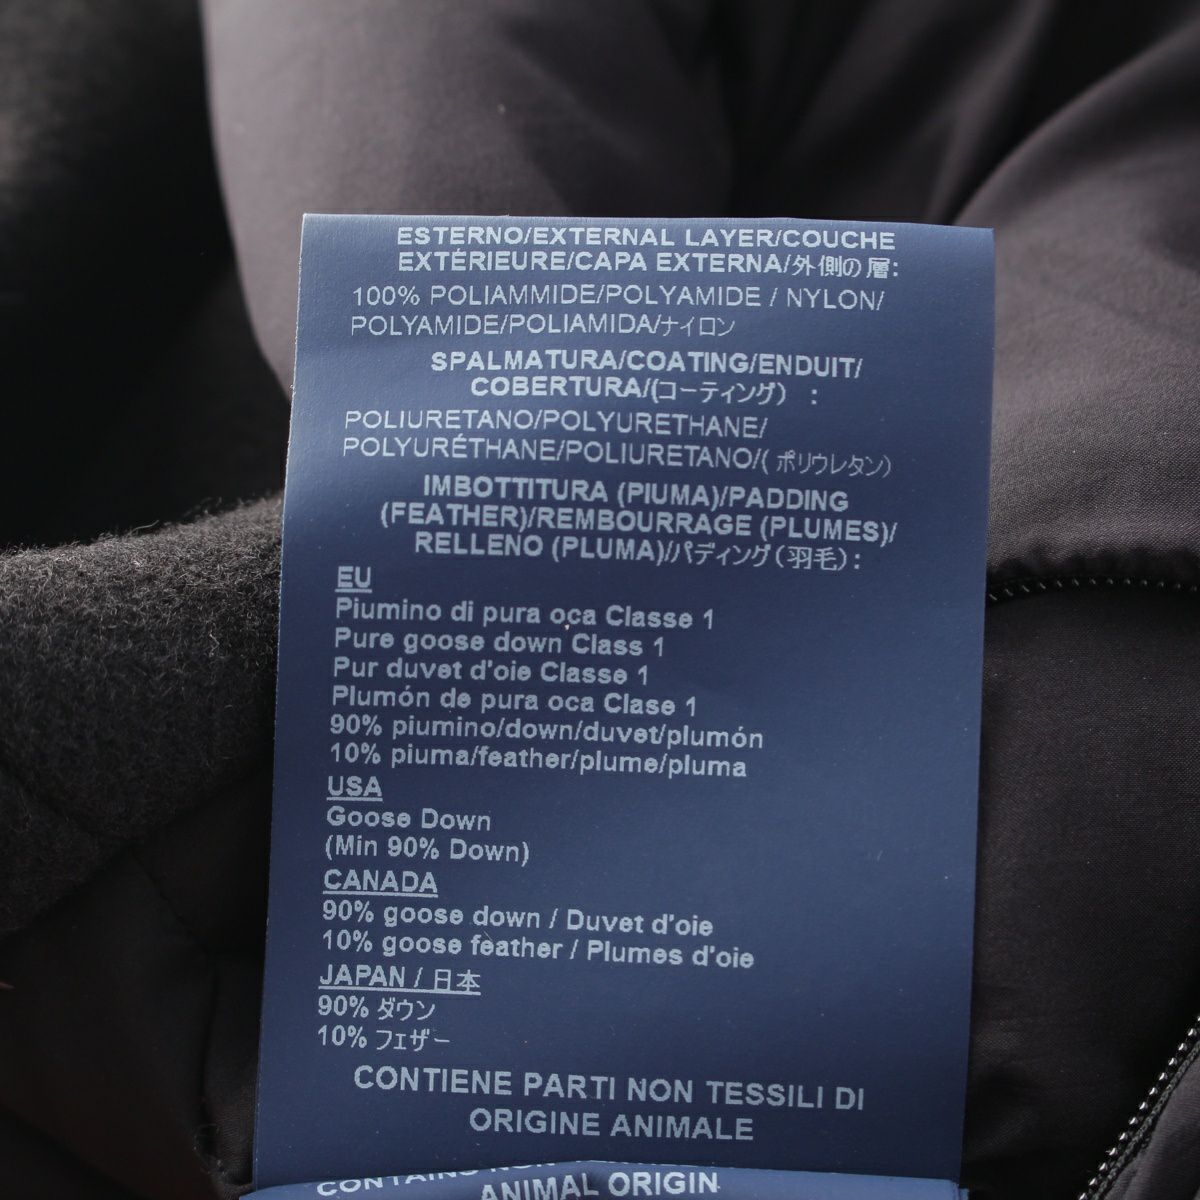 ESTERNO/EXTERNAL LAYER/COUCHE
EXTÉRIEURE/CAPA EXTERNA/外側の層:
100% POLIAMMIDE/POLYAMIDE / NYLON/
POLYAMIDE/POLIAMIDA/ナイロン
SPALMATURA/COATING/ENDUIT/
COBERTURA/(コーティング) :
POLIURETANO/POLYURETHANE/
POLYURÉTHANE/POLIURETANO/(ポリウレタン)
IMBOTTITURA (PIUMA)/PADDING
(FEATHER)/REMBOURRAGE (PLUMES)/
RELLENO (PLUMA)/パディング(羽毛):
EU
Piumino di pura oca Classe 1
Pure goose down Class 1
Pur duvet d'oie Classe 1
Plumón de pura oca Clase 1
90% piumino/down/duvet/plumón
10% piuma/feather/plume/pluma
USA
Goose Down
(Min 90% Down)
CANADA
90% goose down / Duvet d'oie
10% goose feather / Plumes d'oie
JAPAN / 日本
90% ダウン
10% フェザー
CONTIENE PARTI NON TESSILI DI
ORIGINE ANIMALE
CONTAINS NON
ANIMAL ORIGIN